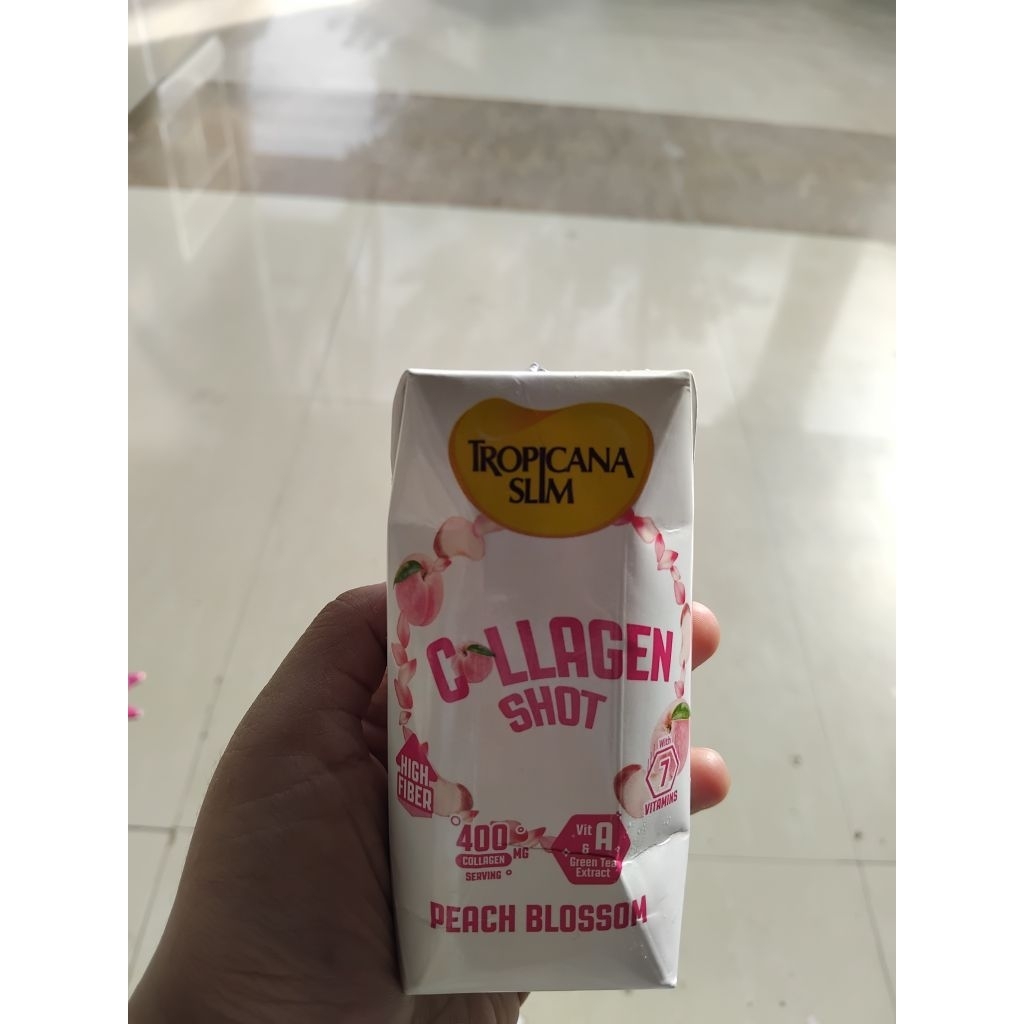 TROPICANA
SLIM
COLLAGEN
SHOT
HIGH
FIBER
With
7
VITAMINS
400 MG
COLLAGEN
SERVING
Vit A
&
Green Tea
Extract
PEACH BLOSSOM